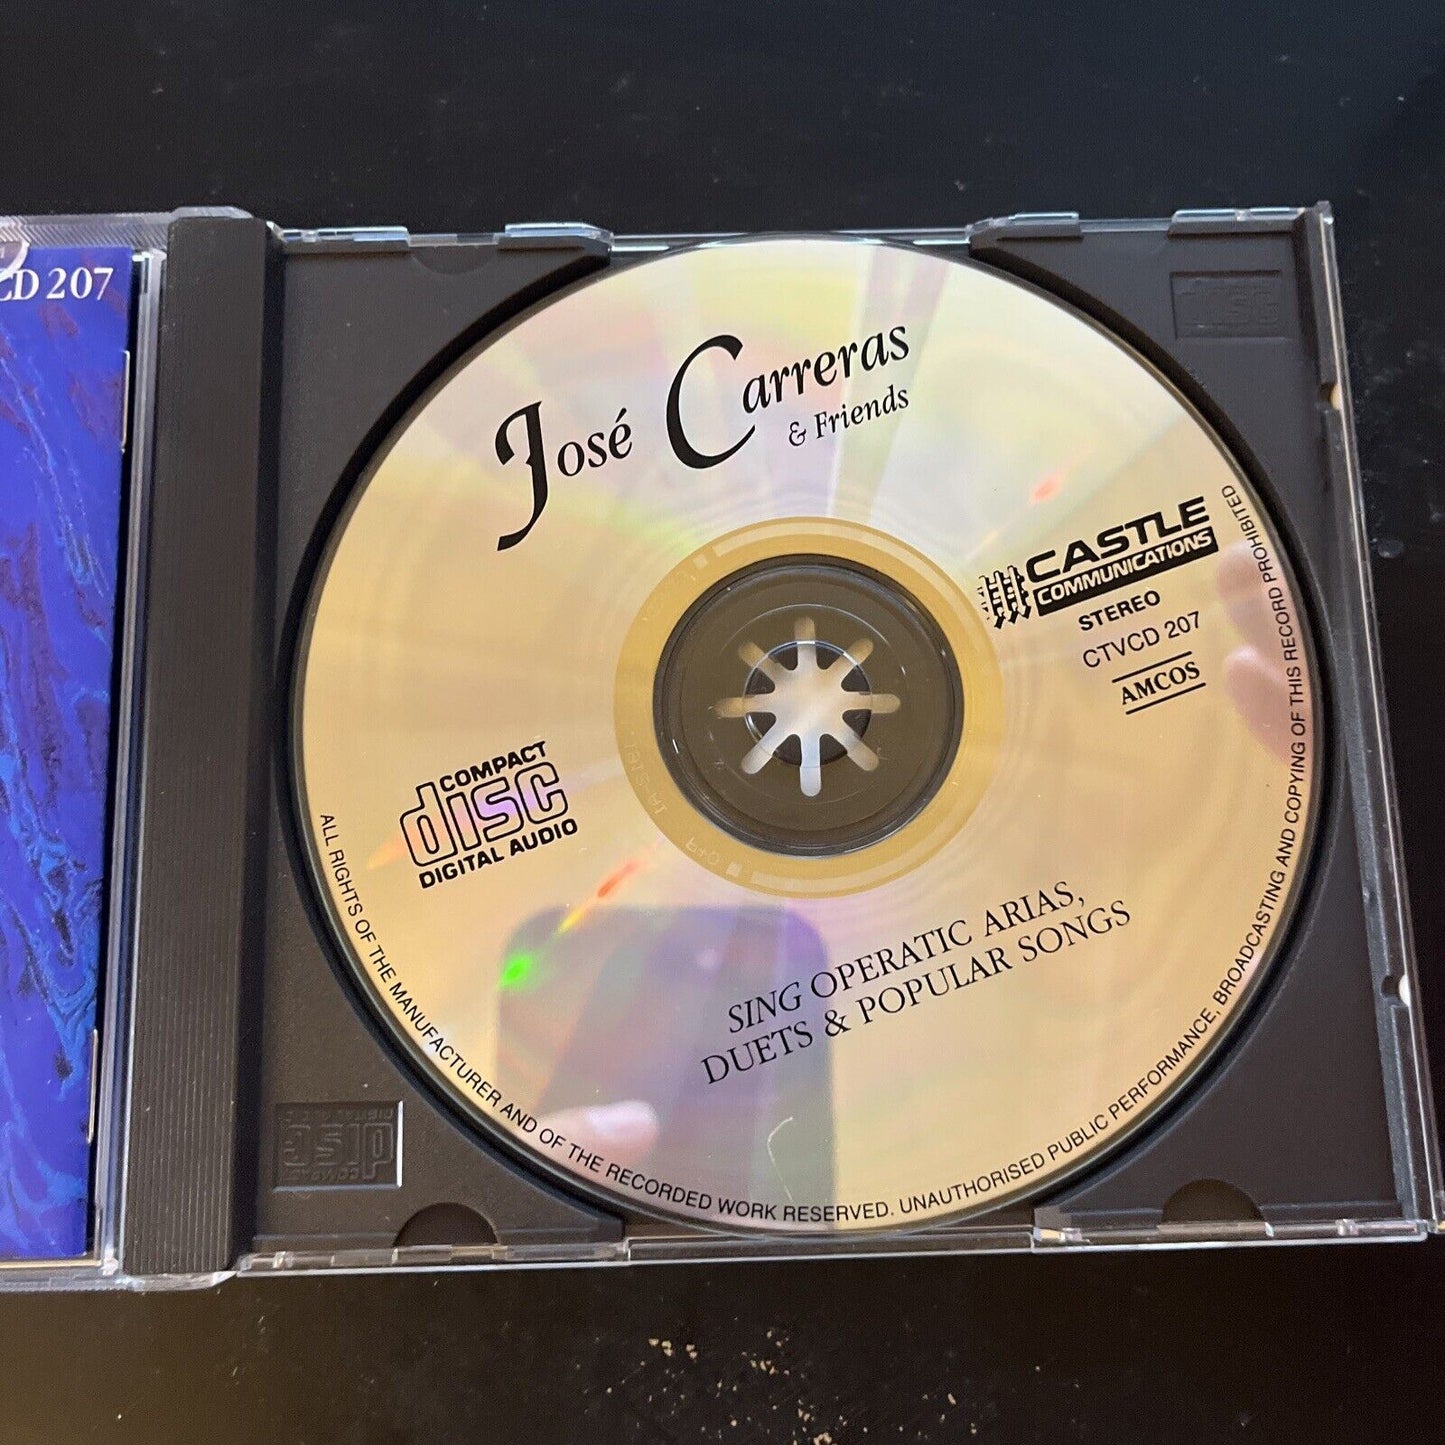 CD 207
José Carreras
& Friends
CASTLE
COMMUNICATIONS
STEREO
CTVCD 207
AMCOS
COMPACT
disc
DIGITAL AUDIO
SING OPERATIC ARIAS,
DUETS & POPULAR SONGS
ALL RIGHTS OF THE MANUFACTURER AND OF THE RECORDED WORK RESERVED. UNAUTHORISED PUBLIC PERFORMANCE, BROADCASTING AND COPYING OF THIS RECORD PROHIBITED
disc